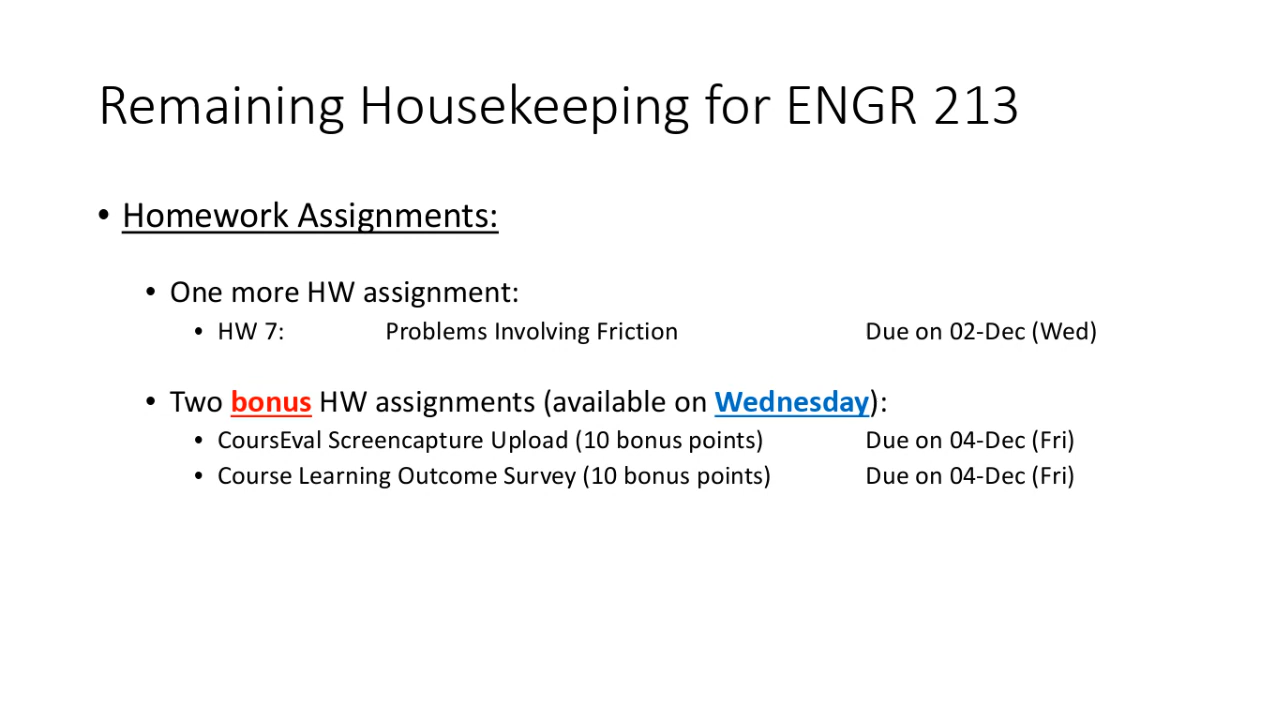 Remaining Housekeeping for ENGR 213
• Homework Assignments:
• One more HW assignment:
• HW 7: Problems Involving Friction Due on 02-Dec (Wed)
• Two bonus HW assignments (available on Wednesday):
• CoursEval Screencapture Upload (10 bonus points) Due on 04-Dec (Fri)
• Course Learning Outcome Survey (10 bonus points) Due on 04-Dec (Fri)